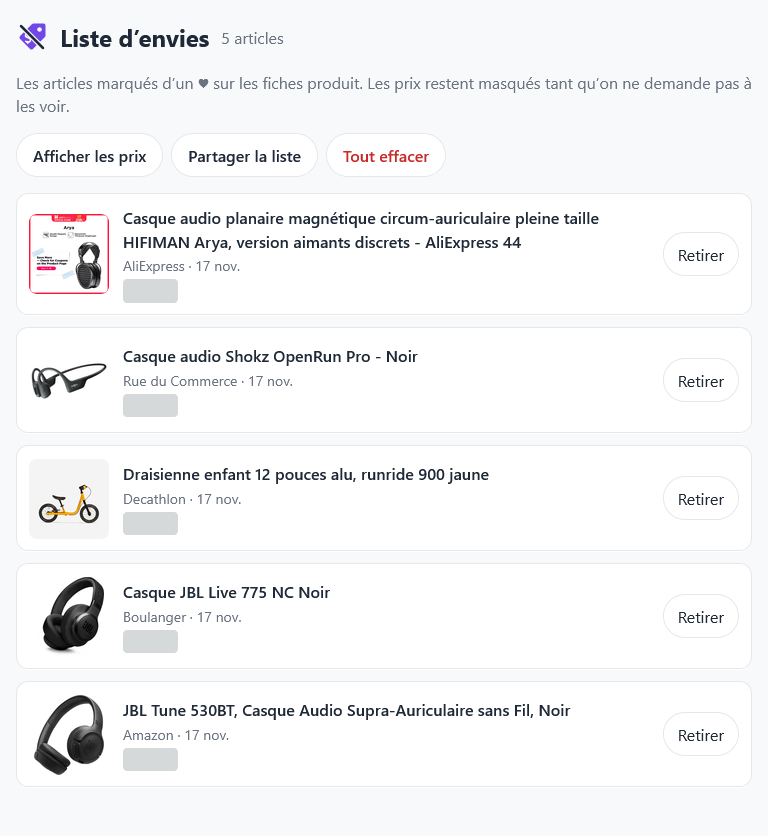 Liste d’envies 5 articles
Les articles marqués d’un ♥ sur les fiches produit. Les prix restent masqués tant qu’on ne demande pas à
les voir.
Afficher les prix Partager la liste Tout effacer
Casque audio planaire magnétique circum-auriculaire pleine taille
HIFIMAN Arya, version aimants discrets - AliExpress 44
AliExpress · 17 nov.
Retirer
Arya
Casque audio Shokz OpenRun Pro - Noir
Rue du Commerce · 17 nov.
Retirer
Draisienne enfant 12 pouces alu, runride 900 jaune
Decathlon · 17 nov.
Retirer
Casque JBL Live 775 NC Noir
Boulanger · 17 nov.
Retirer
JBL
JBL Tune 530BT, Casque Audio Supra-Auriculaire sans Fil, Noir
Amazon · 17 nov.
Retirer